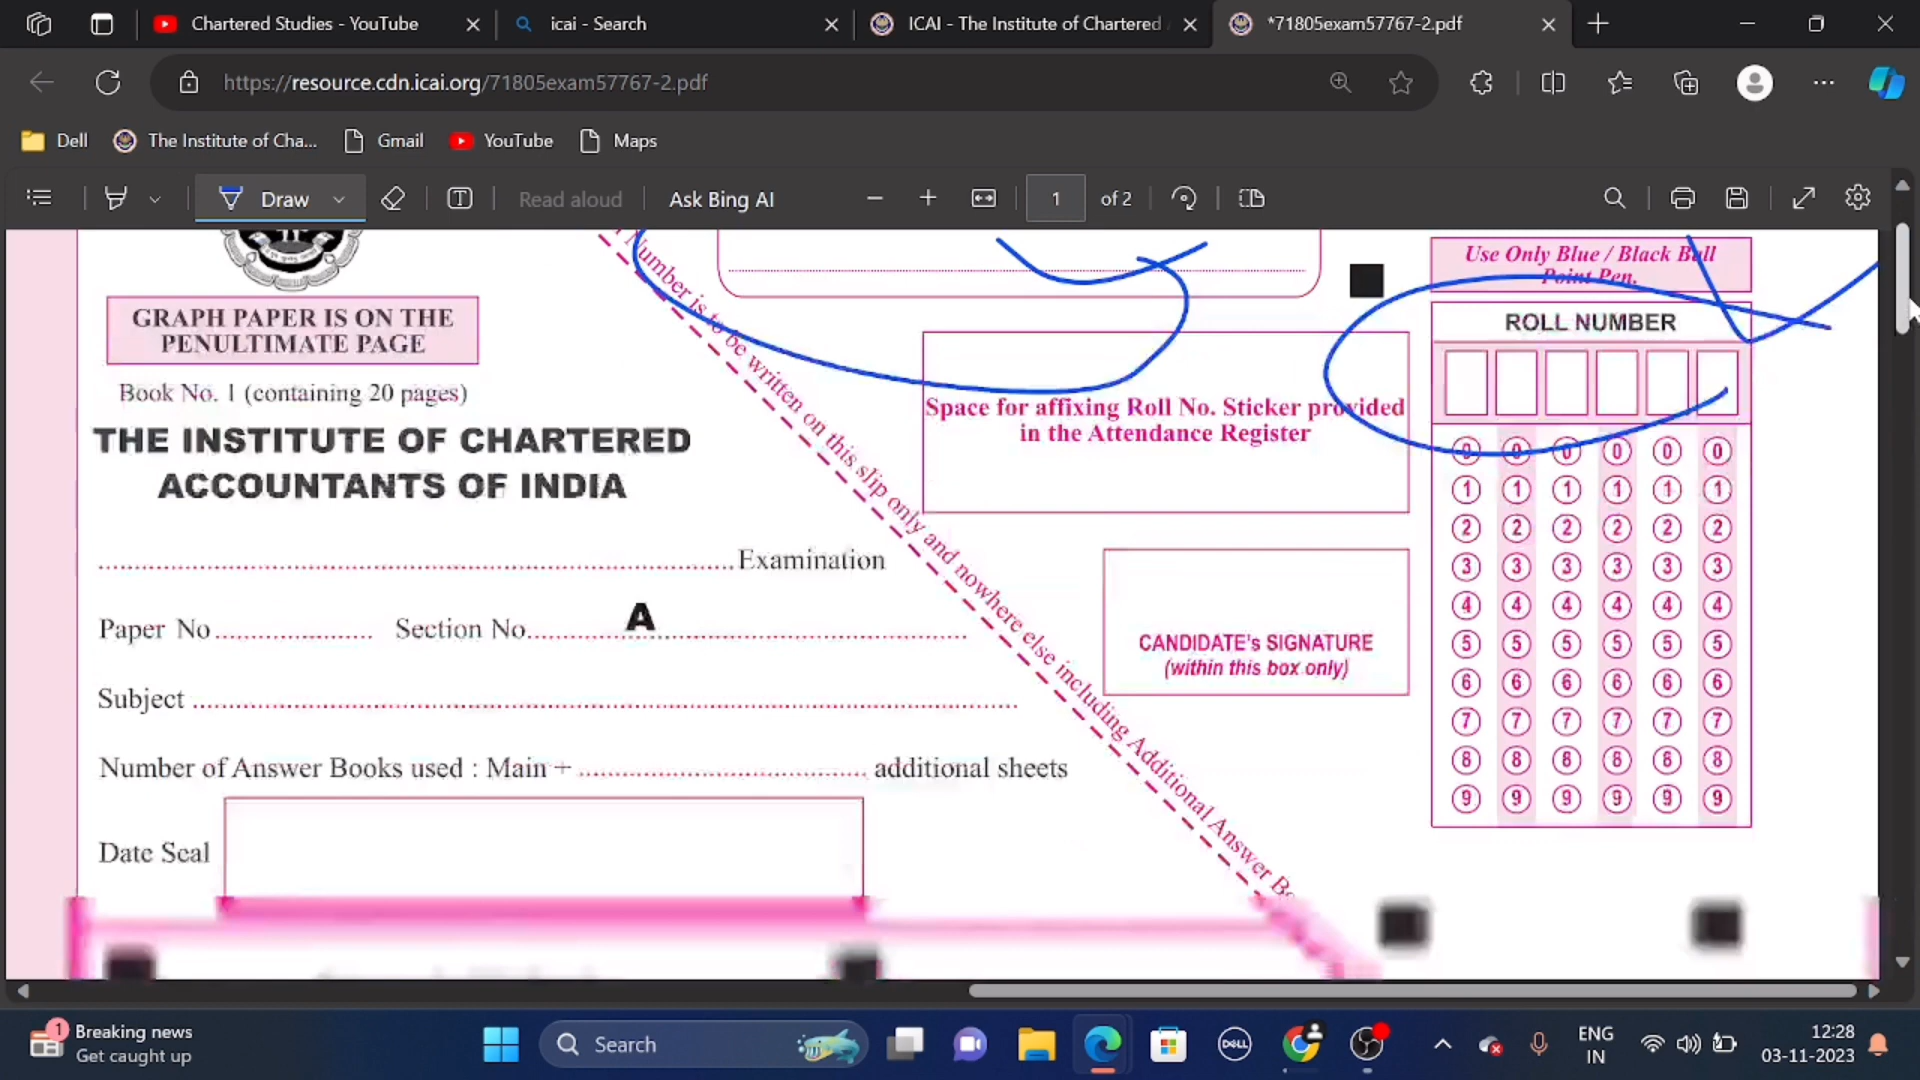 Chartered Studies - YouTube
icai - Search
ICAI - The Institute of Chartered
*71805exam57767-2.pdf
https://resource.cdn.icai.org/71805exam57767-2.pdf
Dell
The Institute of Cha...
Gmail
YouTube
Maps
Draw
Read aloud
Ask Bing AI
1
of 2
GRAPH PAPER IS ON THE
PENULTIMATE PAGE
Book No. 1 (containing 20 pages)
THE INSTITUTE OF CHARTERED
ACCOUNTANTS OF INDIA
Examination
Paper No
Section No.
A
Subject
Number of Answer Books used : Main +
additional sheets
Date Seal
Number is to be written on this slip only and nowhere else including Additional Answer
Space for affixing Roll No. Sticker provided
in the Attendance Register
CANDIDATE's SIGNATURE
(within this box only)
Use Only Blue / Black Ball
Point Pen.
ROLL NUMBER
0 0 0 0 0 0
1 1 1 1 1 1
2 2 2 2 2 2
3 3 3 3 3 3
4 4 4 4 4 4
5 5 5 5 5 5
6 6 6 6 6 6
7 7 7 7 7 7
8 8 8 8 8 8
9 9 9 9 9 9
1
Breaking news
Get caught up
Search
DELL
ENG
IN
12:28
03-11-2023